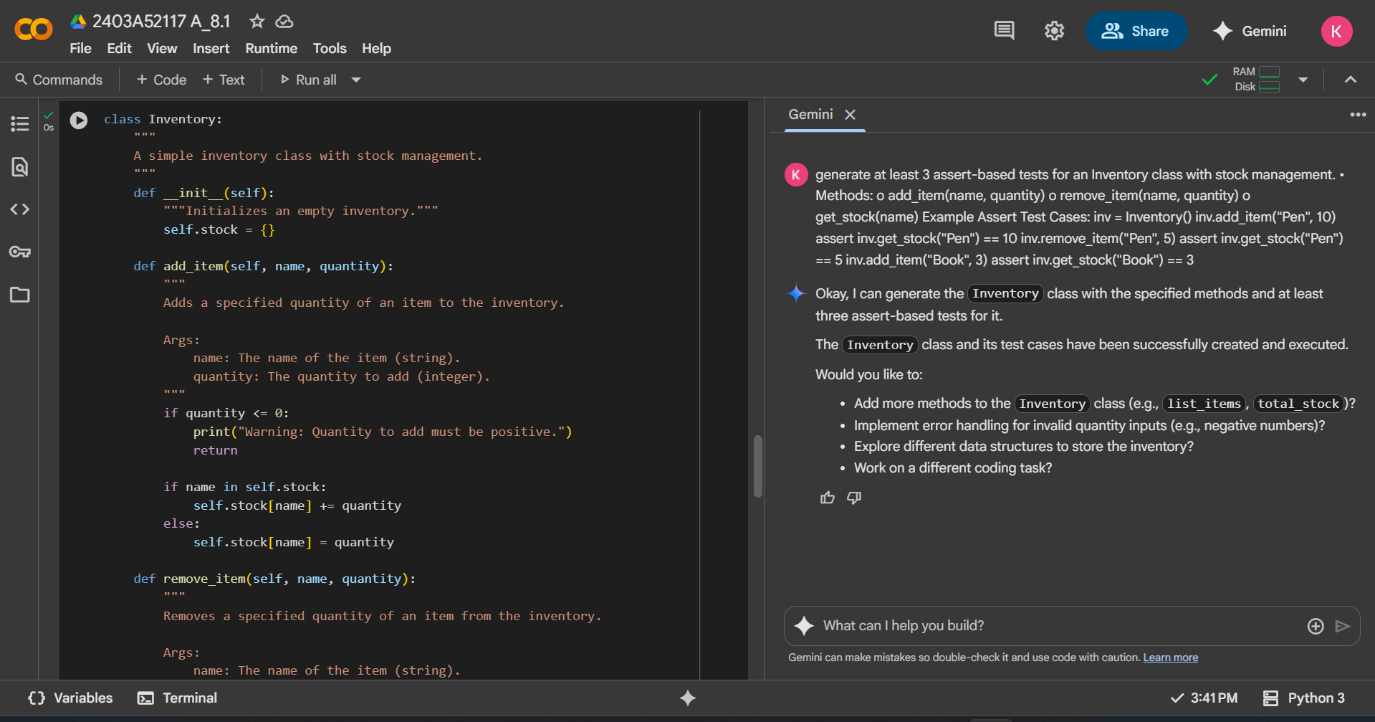 2403A52117 A_8.1
File Edit View Insert Runtime Tools Help
Share
Gemini
K
Commands
+ Code + Text
Run all
RAM
Disk
0s
class Inventory:
"""
A simple inventory class with stock management.
"""
def __init__(self):
"""Initializes an empty inventory."""
self.stock = {}
def add_item(self, name, quantity):
"""
Adds a specified quantity of an item to the inventory.
Args:
name: The name of the item (string).
quantity: The quantity to add (integer).
"""
if quantity <= 0:
print("Warning: Quantity to add must be positive.")
return
if name in self.stock:
self.stock[name] += quantity
else:
self.stock[name] = quantity
def remove_item(self, name, quantity):
"""
Removes a specified quantity of an item from the inventory.
Args:
name: The name of the item (string).
Gemini
K
generate at least 3 assert-based tests for an Inventory class with stock management. •
Methods: o add_item(name, quantity) o remove_item(name, quantity) o
get_stock(name) Example Assert Test Cases: inv = Inventory() inv.add_item("Pen", 10)
assert inv.get_stock("Pen") == 10 inv.remove_item("Pen", 5) assert inv.get_stock("Pen")
== 5 inv.add_item("Book", 3) assert inv.get_stock("Book") == 3
Okay, I can generate the Inventory class with the specified methods and at least
three assert-based tests for it.
The Inventory class and its test cases have been successfully created and executed.
Would you like to:
• Add more methods to the Inventory class (e.g., list_items, total_stock)?
• Implement error handling for invalid quantity inputs (e.g., negative numbers)?
• Explore different data structures to store the inventory?
• Work on a different coding task?
What can I help you build?
Gemini can make mistakes so double-check it and use code with caution. Learn more
Variables
Terminal
3:41 PM
Python 3